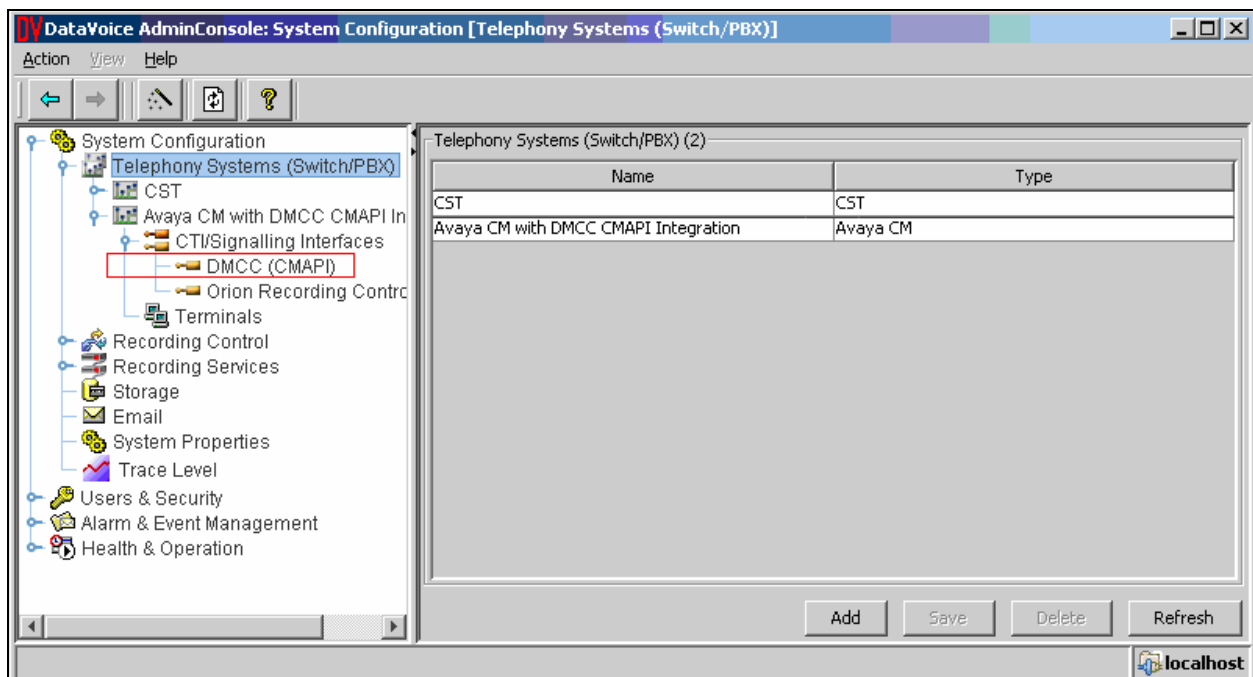 DV DataVoice AdminConsole: System Configuration [Telephony Systems (Switch/PBX)]
Action View Help
System Configuration
Telephony Systems (Switch/PBX)
CST
Avaya CM with DMCC CMAPI In
CTI/Signalling Interfaces
DMCC (CMAPI)
Orion Recording Contro
Terminals
Recording Control
Recording Services
Storage
Email
System Properties
Trace Level
Users & Security
Alarm & Event Management
Health & Operation
Telephony Systems (Switch/PBX) (2)
Name Type
CST CST
Avaya CM with DMCC CMAPI Integration Avaya CM
Add Save Delete Refresh
localhost